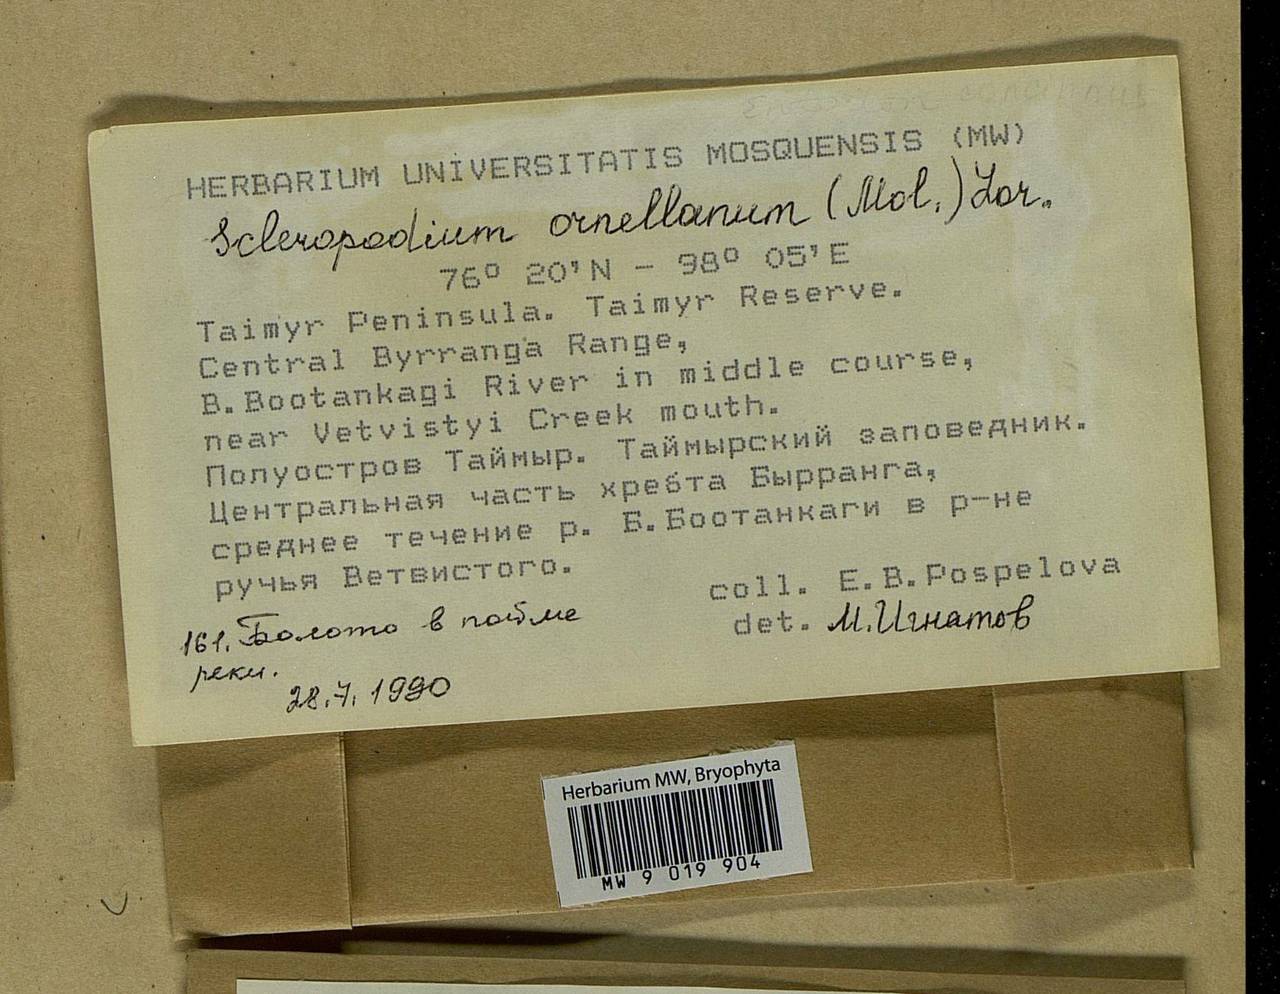 HERBARIUM UNIVERSITATIS MOSQUENSIS (MW)
Scleropodium ornellanum (Mol.) Lor.
76° 20'N - 98° 05'E
Taimyr Peninsula. Taimyr Reserve.
Central Byrranga Range,
B.Bootankagi River in middle course,
near Vetvistyi Creek mouth.
Полуостров Таймыр. Таймырский заповедник.
Центральная часть хребта Бырранга,
среднее течение р. Б.Боотанкаги в р-не
ручья Ветвистого.
coll. E.B.Pospelova
det. М.Игнатов
161. Болото в пойме
реки.
28.7.1990
Herbarium MW, Bryophyta
MW 9 019 904